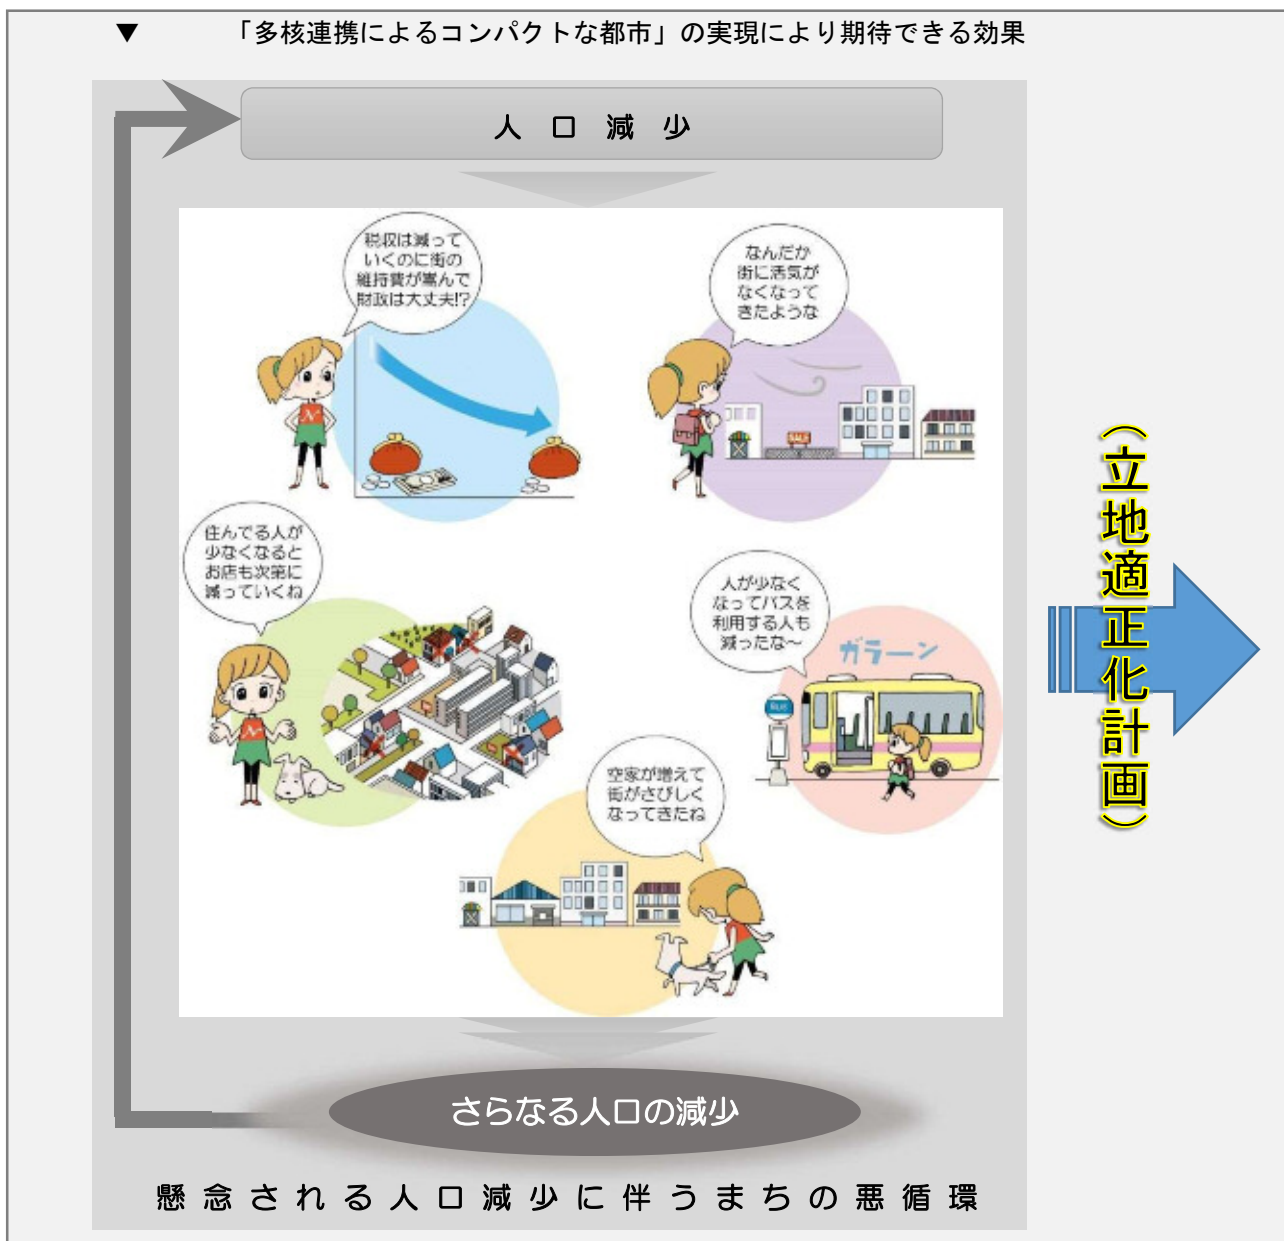 ▼ 「多核連携によるコンパクトな都市」の実現により期待できる効果
人口減少
税収は減って
いくのに街の
維持費が嵩んで
財政は大丈夫!?
なんだか
街に活気が
なくなって
きたような
住んでる人が
少なくなると
お店も次第に
減っていくね
人が少なく
なってバスを
利用する人も
減ったな～
ガラーン
BUS
空家が増えて
街がさびしく
なってきたね
さらなる人口の減少
懸念される人口減少に伴うまちの悪循環
（立地適正化計画）